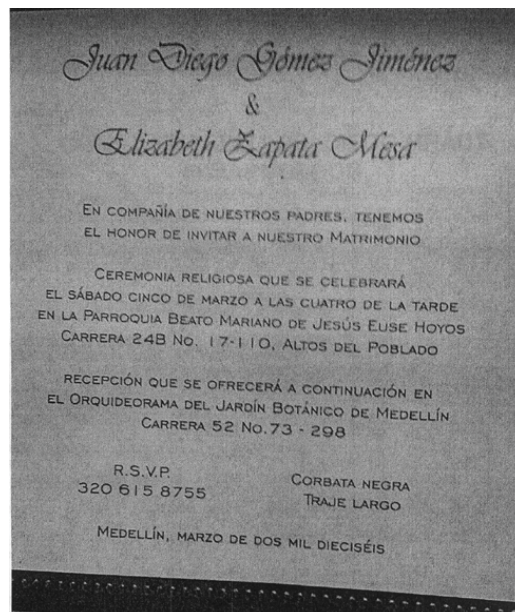 Juan Diego Gómez Jiménez
&
Elizabeth Zapata Mesa
EN COMPAÑÍA DE NUESTROS PADRES, TENEMOS
EL HONOR DE INVITAR A NUESTRO MATRIMONIO
CEREMONIA RELIGIOSA QUE SE CELEBRARÁ
EL SÁBADO CINCO DE MARZO A LAS CUATRO DE LA TARDE
EN LA PARROQUIA BEATO MARIANO DE JESÚS EUSE HOYOS
CARRERA 24B No. 17-110, ALTOS DEL POBLADO
RECEPCIÓN QUE SE OFRECERÁ A CONTINUACIÓN EN
EL ORQUIDEORAMA DEL JARDÍN BOTÁNICO DE MEDELLÍN
CARRERA 52 No. 73 - 298
R.S.V.P.
320 615 8755
CORBATA NEGRA
TRAJE LARGO
MEDELLÍN, MARZO DE DOS MIL DIECISÉIS